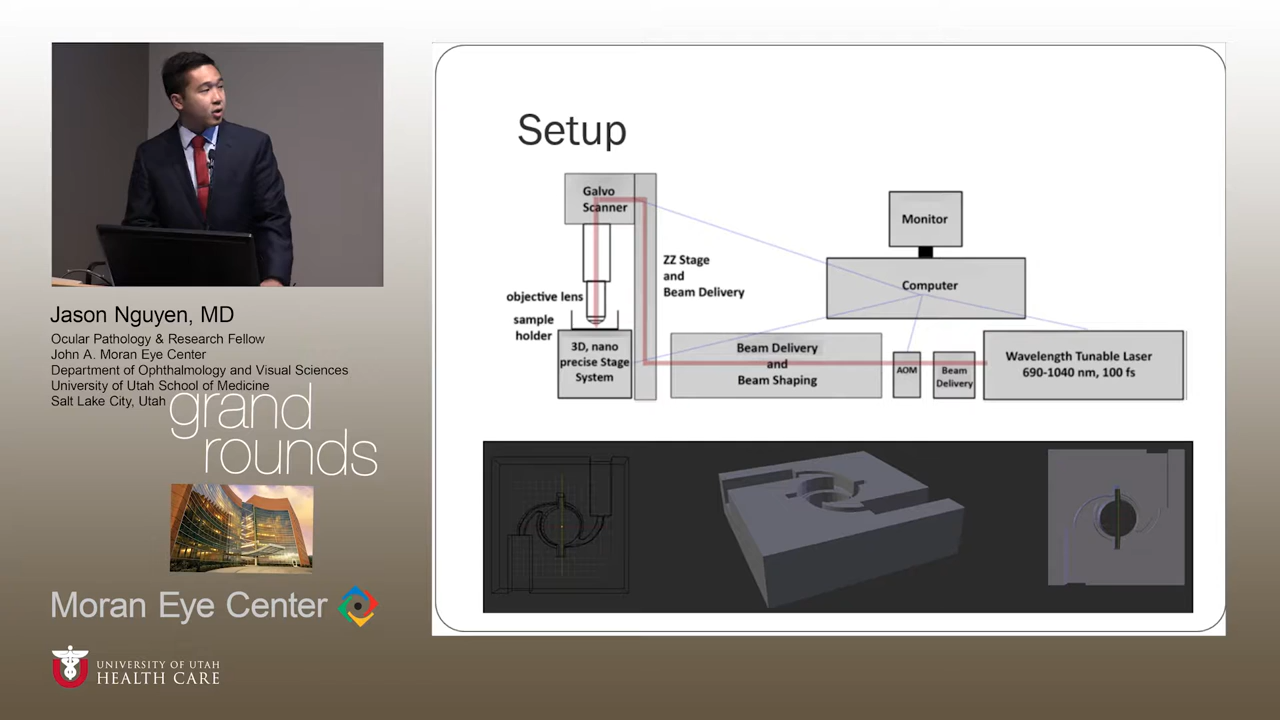 Setup
Galvo
Scanner
ZZ Stage
and
Beam Delivery
Monitor
Computer
objective lens
sample
holder
3D, nano
precise Stage
System
Beam Delivery
and
Beam Shaping
AOM
Beam
Delivery
Wavelength Tunable Laser
690-1040 nm, 100 fs
Jason Nguyen, MD
Ocular Pathology & Research Fellow
John A. Moran Eye Center
Department of Ophthalmology and Visual Sciences
University of Utah School of Medicine
Salt Lake City, Utah
grand
rounds
Moran Eye Center
U
UNIVERSITY OF UTAH
HEALTH CARE